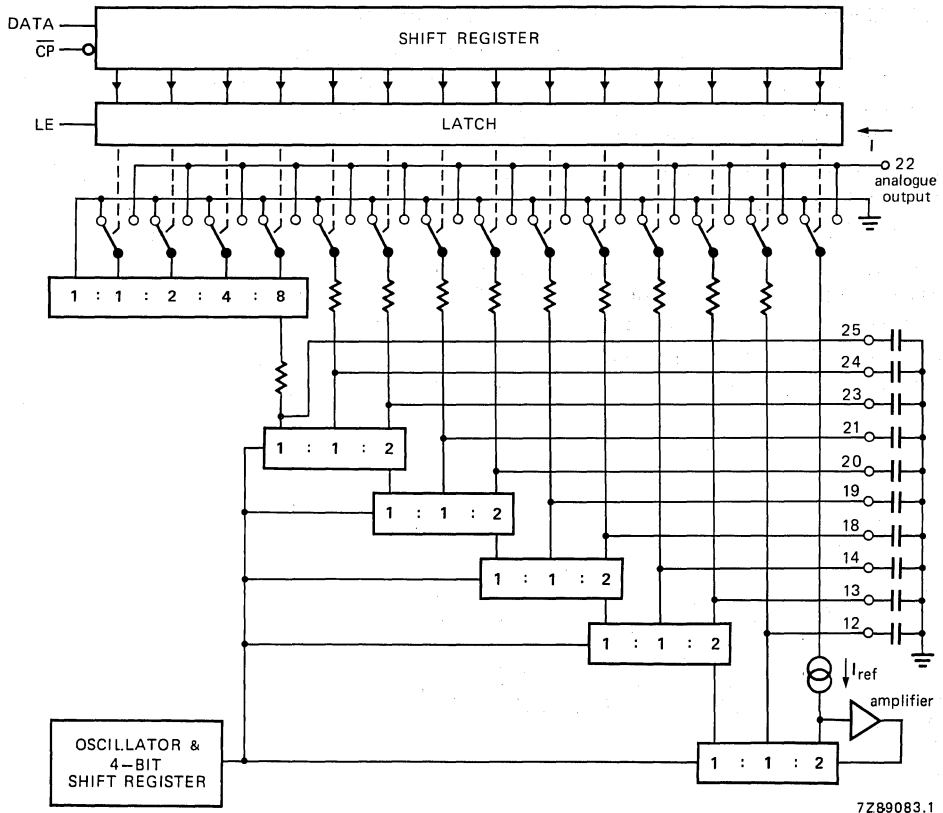 DATA
SHIFT REGISTER
CP
LE
LATCH
I
22
analogue
output
1 : 1 : 2 : 4 : 8
25
24
23
1 : 1 : 2
21
20
19
1 : 1 : 2
18
14
1 : 1 : 2
13
12
1 : 1 : 2
Iref
amplifier
OSCILLATOR &
4-BIT
SHIFT REGISTER
1 : 1 : 2
7Z89083.1